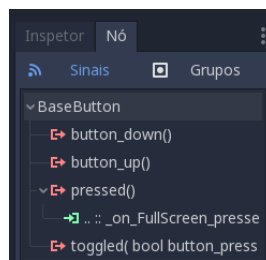 Inspetor Nó
Sinais Grupos
BaseButton
button_down()
button_up()
pressed()
.. :: _on_FullScreen_presse
toggled( bool button_press